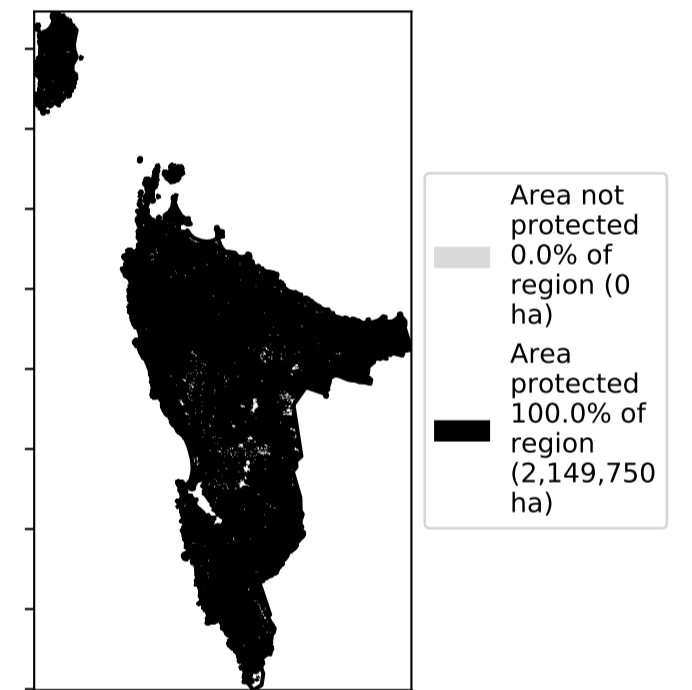 Area not
protected
0.0% of
region (0
ha)
Area
protected
100.0% of
region
(2,149,750
ha)